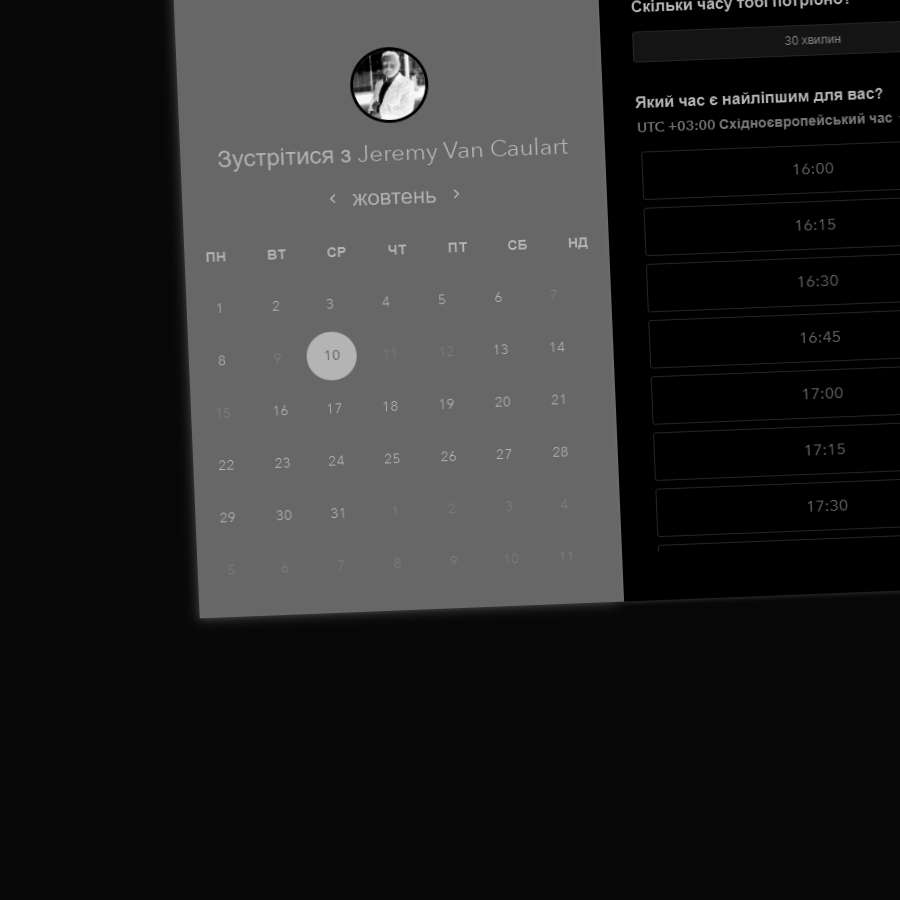 Зустрітися з Jeremy Van Caulart
жовтень
ПН ВТ СР ЧТ ПТ СБ НД
1 2 3 4 5 6 7
8 9 10 11 12 13 14
15 16 17 18 19 20 21
22 23 24 25 26 27 28
29 30 31 1 2 3 4
5 6 7 8 9 10 11
Скільки часу тобі потрібно?
30 хвилин
Який час є найліпшим для вас?
UTC +03:00 Східноєвропейський час
16:00
16:15
16:30
16:45
17:00
17:15
17:30